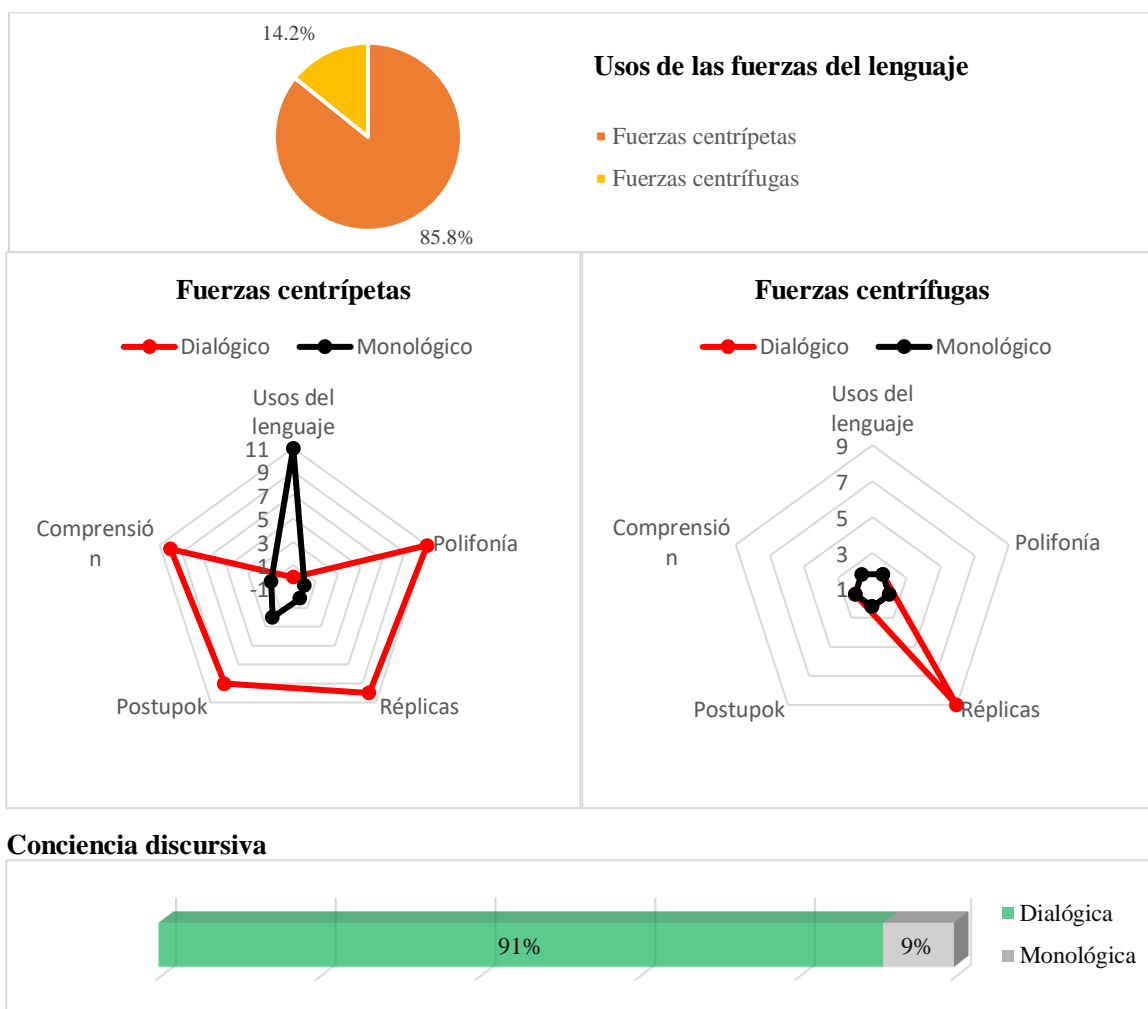 14.2%
Usos de las fuerzas del lenguaje
Fuerzas centrípetas
Fuerzas centrífugas
85.8%
Fuerzas centrípetas
Dialógico Monológico
Usos del
lenguaje
11
9
7
5
3
1
-1
Polifonía
Réplicas
Postupok
Comprensió
n
Fuerzas centrífugas
Dialógico Monológico
Usos del
lenguaje
9
7
5
3
1
Polifonía
Réplicas
Postupok
Comprensió
n
Conciencia discursiva
91% 9%
Dialógica
Monológica